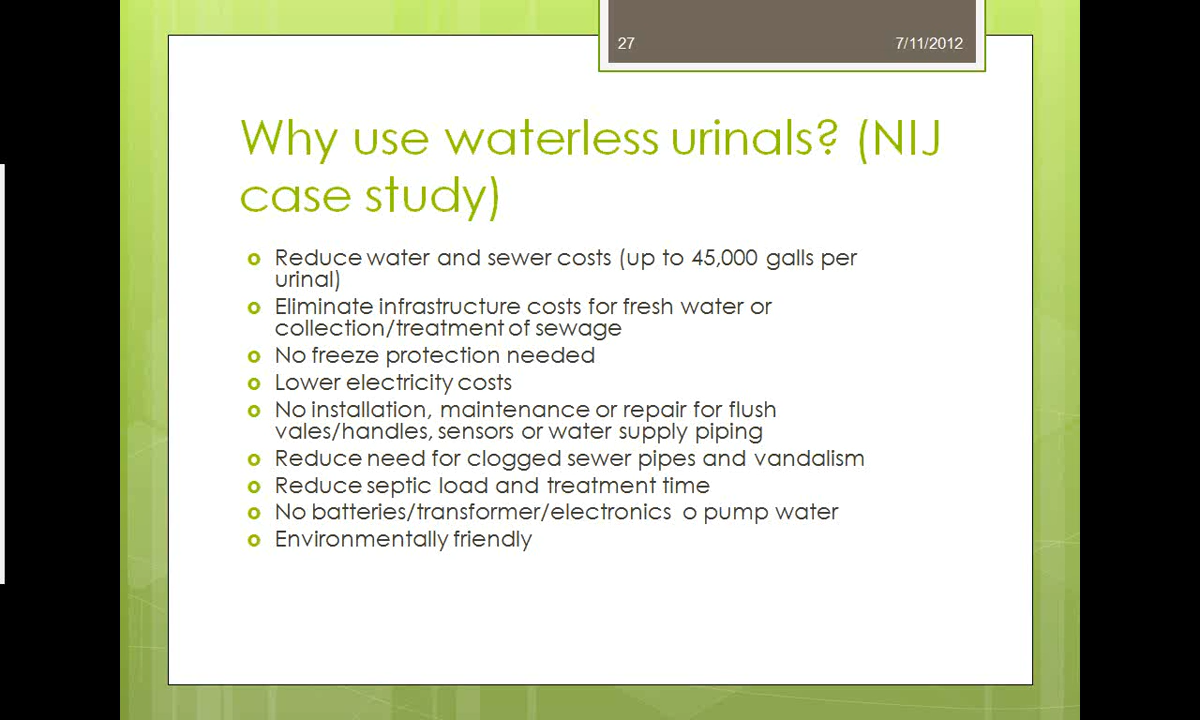 27
7/11/2012
Why use waterless urinals? (NIJ
case study)
Reduce water and sewer costs (up to 45,000 galls per
urinal)
Eliminate infrastructure costs for fresh water or
collection/treatment of sewage
No freeze protection needed
Lower electricity costs
No installation, maintenance or repair for flush
vales/handles, sensors or water supply piping
Reduce need for clogged sewer pipes and vandalism
Reduce septic load and treatment time
No batteries/transformer/electronics o pump water
Environmentally friendly